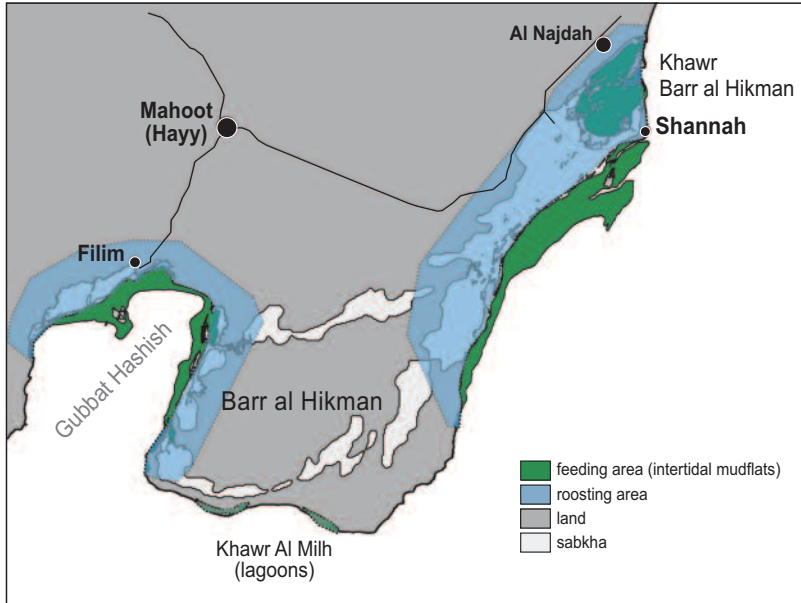 Al Najdah
Khawr
Barr al Hikman
Mahoot
(Hayy)
Shannah
Filim
Gubbat Hashish
Barr al Hikman
feeding area (intertidal mudflats)
roosting area
land
sabkha
Khawr Al Milh
(lagoons)